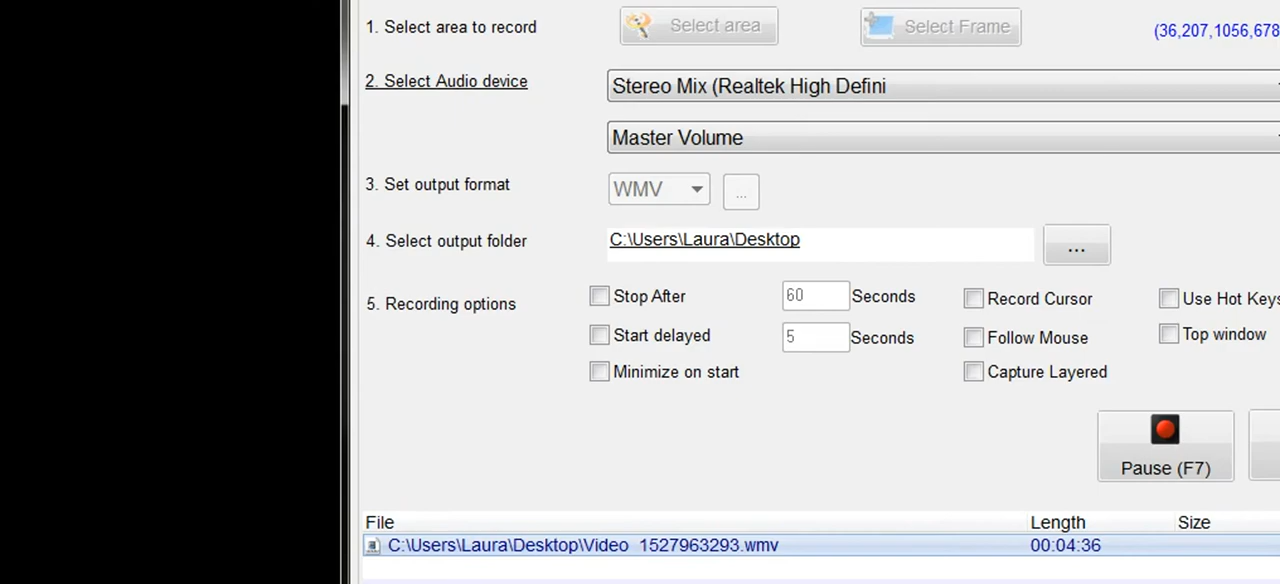 1. Select area to record
Select area
Select Frame
(36,207,1056,678
2. Select Audio device
Stereo Mix (Realtek High Defini
Master Volume
3. Set output format
WMV
...
4. Select output folder
C:\Users\Laura\Desktop
...
5. Recording options
Stop After
60
Seconds
Record Cursor
Use Hot Keys
Start delayed
5
Seconds
Follow Mouse
Top window
Minimize on start
Capture Layered
Pause (F7)
File
Length
Size
C:\Users\Laura\Desktop\Video_1527963293.wmv
00:04:36